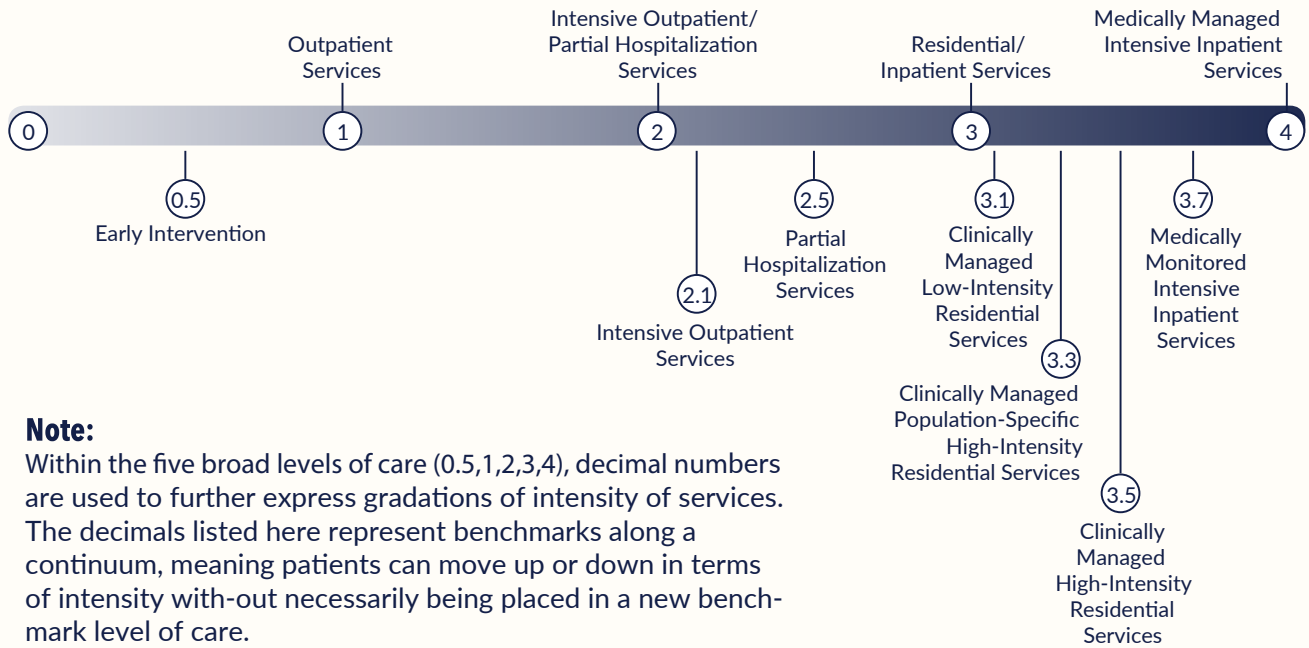 Outpatient
Services
Intensive Outpatient/
Partial Hospitalization
Services
Residential/
Inpatient Services
Medically Managed
Intensive Inpatient
Services
0
1
2
3
4
0.5
Early Intervention
2.1
Intensive Outpatient
Services
2.5
Partial
Hospitalization
Services
3.1
Clinically
Managed
Low-Intensity
Residential
Services
3.3
Clinically Managed
Population-Specific
High-Intensity
Residential Services
3.5
Clinically
Managed
High-Intensity
Residential
Services
3.7
Medically
Monitored
Intensive
Inpatient
Services
Note:
Within the five broad levels of care (0.5,1,2,3,4), decimal numbers
are used to further express gradations of intensity of services.
The decimals listed here represent benchmarks along a
continuum, meaning patients can move up or down in terms
of intensity with-out necessarily being placed in a new bench-
mark level of care.